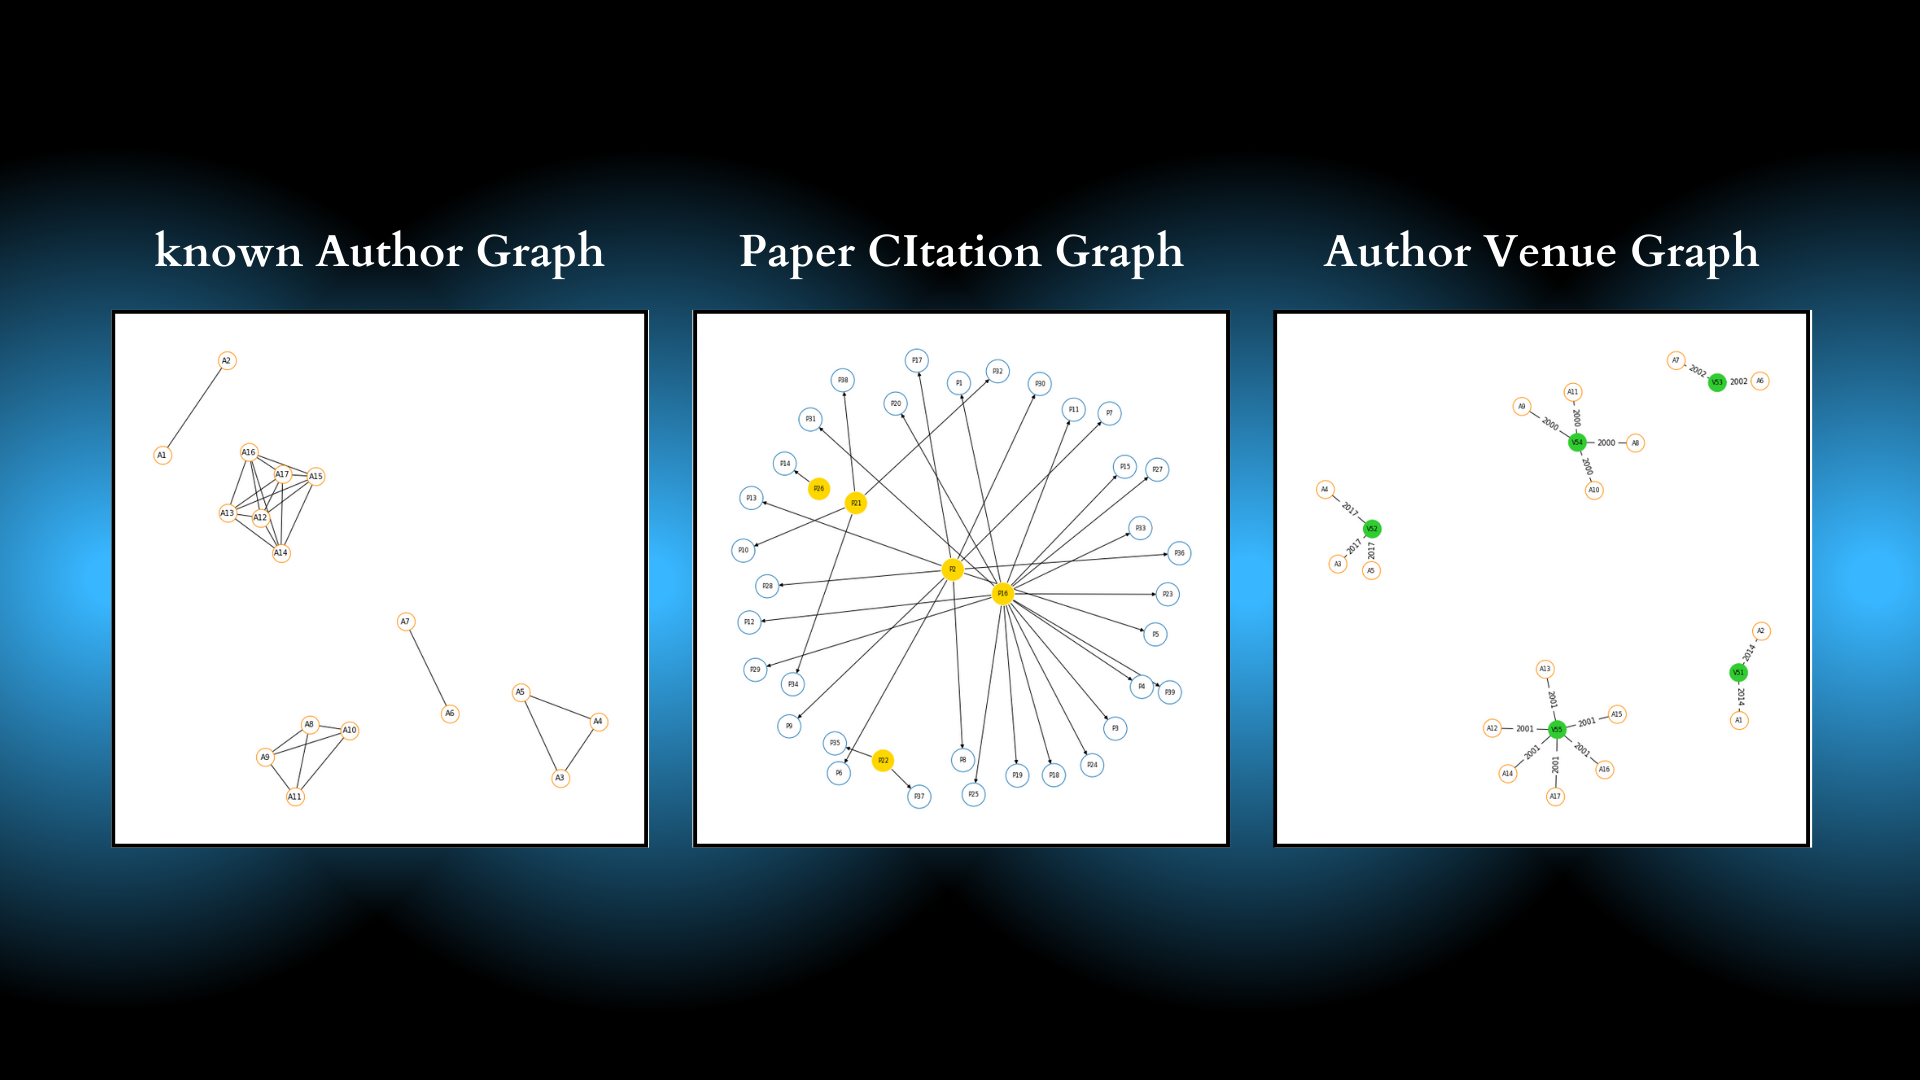 known Author Graph
Paper CItation Graph
Author Venue Graph
A2
A1
A16
A17
A15
A13
A12
A14
A7
A6
A5
A4
A3
A8
A10
A9
A11
P17
P32
P38
P1
P30
P20
P11
P7
P31
P14
P15
P27
P26
P13
P21
P33
P10
P36
P2
P28
P16
P23
P12
P5
P29
P34
P4
P39
P9
P3
P35
P22
P8
P6
P24
P19
P18
P25
P37
A7
2002
V53
2002
A6
A11
A9
2000
2000
V54
2000
A8
2000
A10
A4
2017
V52
2017
2017
A3
A5
A2
2014
V51
2014
A1
A13
2001
A15
2001
A12
2001
V55
2001
2001
2001
A14
A16
A17